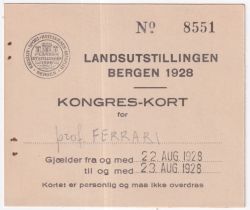 No 8551
LANDSUTSTILLINGEN
BERGEN 1928
KONGRES-KORT
for
prof. FERRARI
Gjælder fra og med 22 AUG. 1928
til og med 23 AUG. 1928
Kortet er personlig og maa ikke overdras